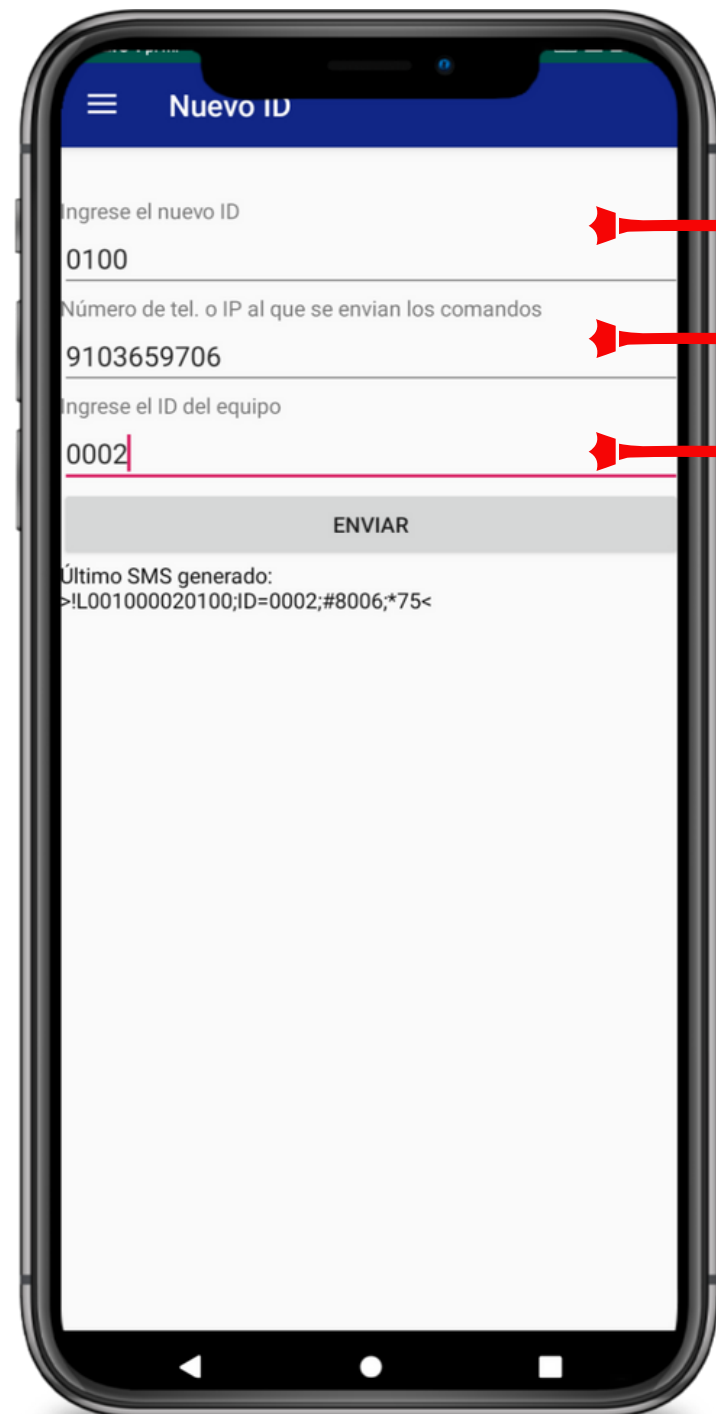 Nuevo ID
Ingrese el nuevo ID
0100
Número de tel. o IP al que se envian los comandos
9103659706
Ingrese el ID del equipo
0002
ENVIAR
Último SMS generado:
>!L001000020100;ID=0002;#8006;*75<